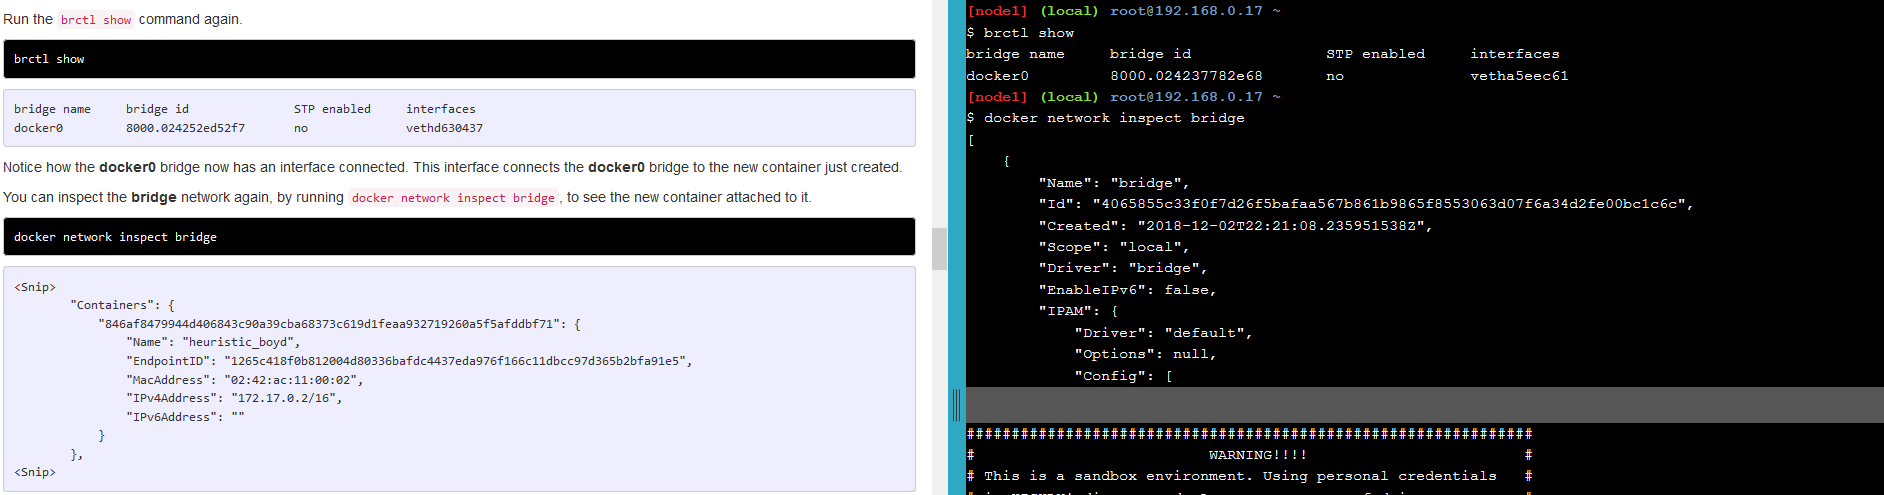 Run the brctl show command again.
brctl show
bridge name     bridge id               STP enabled     interfaces
docker0         8000.024252ed52f7       no              vethd630437
Notice how the docker0 bridge now has an interface connected. This interface connects the docker0 bridge to the new container just created.
You can inspect the bridge network again, by running docker network inspect bridge , to see the new container attached to it.
docker network inspect bridge
<Snip>
        "Containers": {
            "846af8479944d406843c90a39cba68373c619d1feaa932719260a5f5afddbf71": {
                "Name": "heuristic_boyd",
                "EndpointID": "1265c418f0b812004d80336bafdc4437eda976f166c11dbcc97d365b2bfa91e5",
                "MacAddress": "02:42:ac:11:00:02",
                "IPv4Address": "172.17.0.2/16",
                "IPv6Address": ""
            }
        },
<Snip>
[node1] (local) root@192.168.0.17 ~
$ brctl show
bridge name     bridge id               STP enabled     interfaces
docker0         8000.024237782e68       no              vetha5eec61
[node1] (local) root@192.168.0.17 ~
$ docker network inspect bridge
[
    {
        "Name": "bridge",
        "Id": "4065855c33f0f7d26f5bafaa567b861b9865f8553063d07f6a34d2fe00bc1c6c",
        "Created": "2018-12-02T22:21:08.235951538Z",
        "Scope": "local",
        "Driver": "bridge",
        "EnableIPv6": false,
        "IPAM": {
            "Driver": "default",
            "Options": null,
            "Config": [
###############################################################
#                          WARNING!!!!                        #
# This is a sandbox environment. Using personal credentials   #